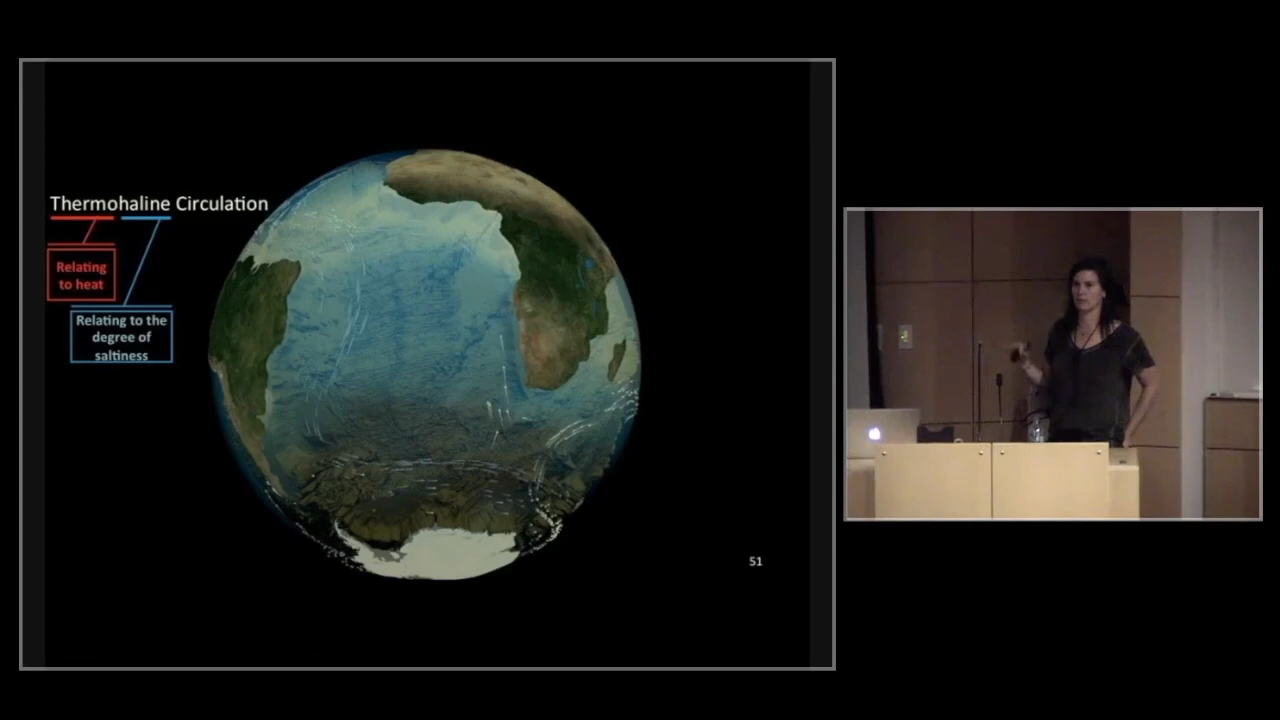 Thermohaline Circulation
Relating
to heat
Relating to the
degree of
saltiness
51